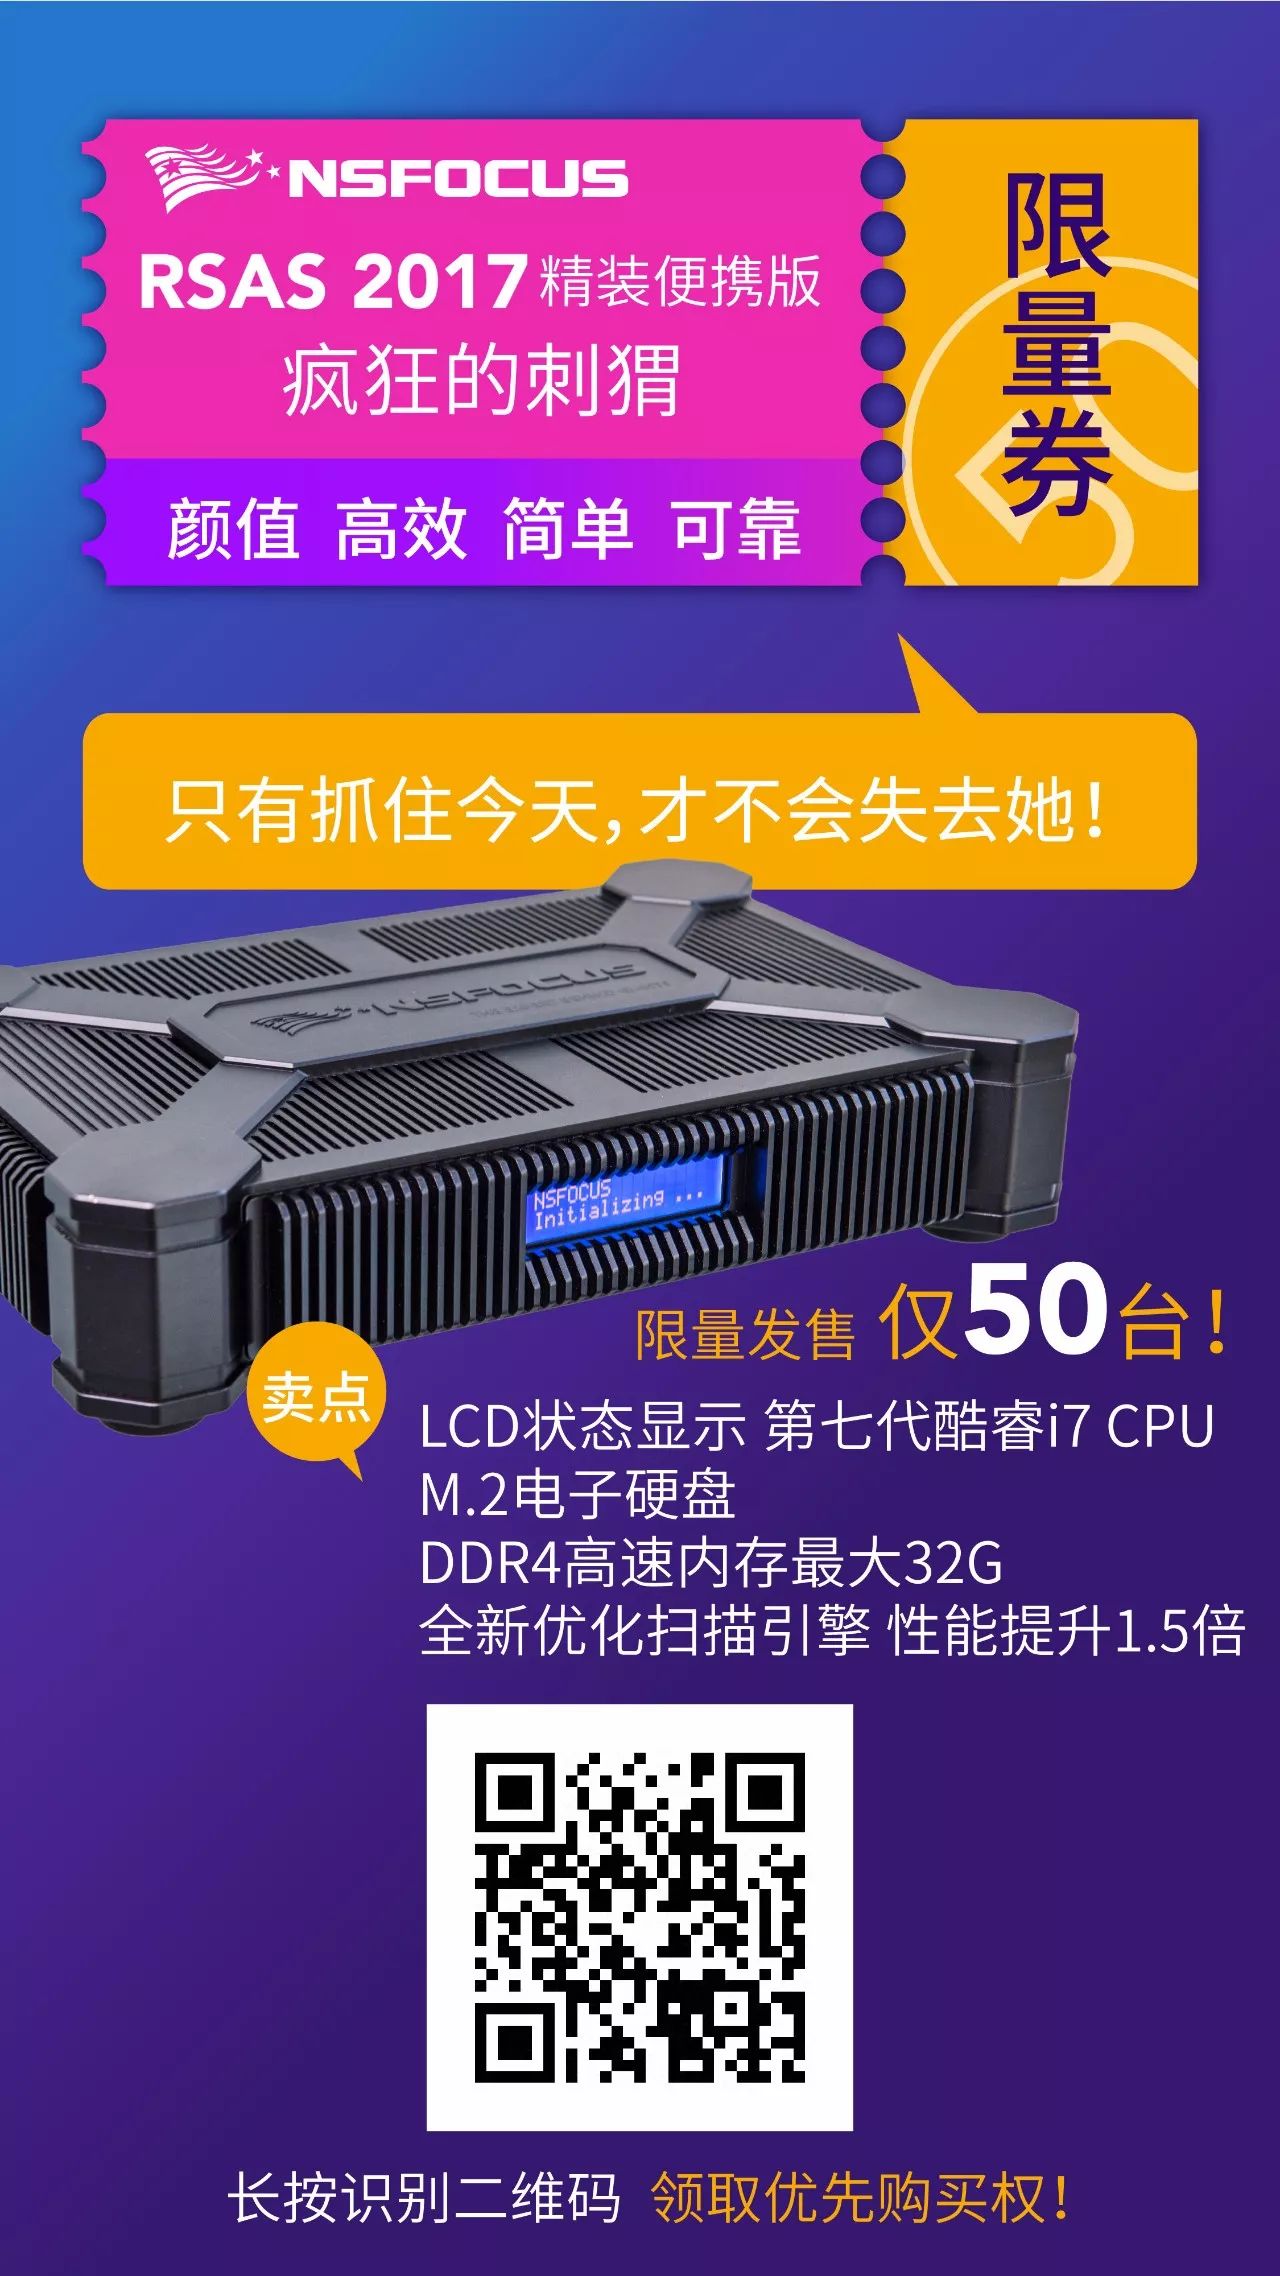 NSFOCUS
RSAS 2017 精装便携版
疯狂的刺猬
颜值 高效 简单 可靠
限量券
50
只有抓住今天，才不会失去她！
NSFOCUS
NSFOCUS
Initializing ...
限量发售 仅50台！
卖点
LCD状态显示 第七代酷睿i7 CPU
M.2电子硬盘
DDR4高速内存最大32G
全新优化扫描引擎 性能提升1.5倍
长按识别二维码 领取优先购买权！